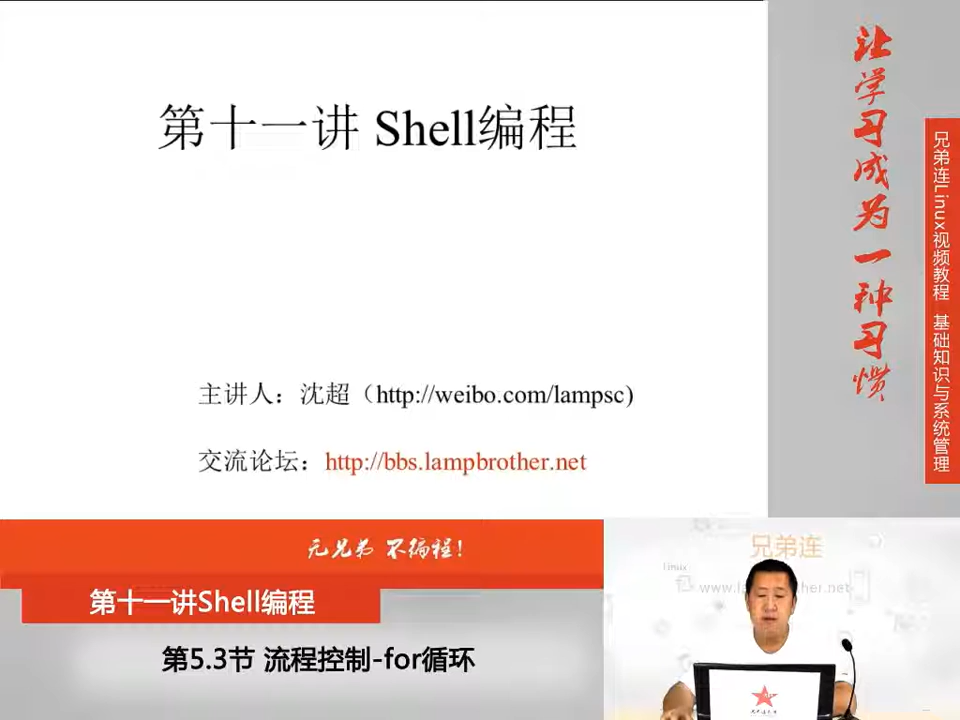 第十一讲 Shell编程
主讲人：沈超（http://weibo.com/lampsc)
交流论坛：http://bbs.lampbrother.net
让学习成为一种习惯
兄弟连Linux视频教程 基础知识与系统管理
无兄弟 不编程！
第十一讲Shell编程
第5.3节 流程控制-for循环
兄弟连
Linux